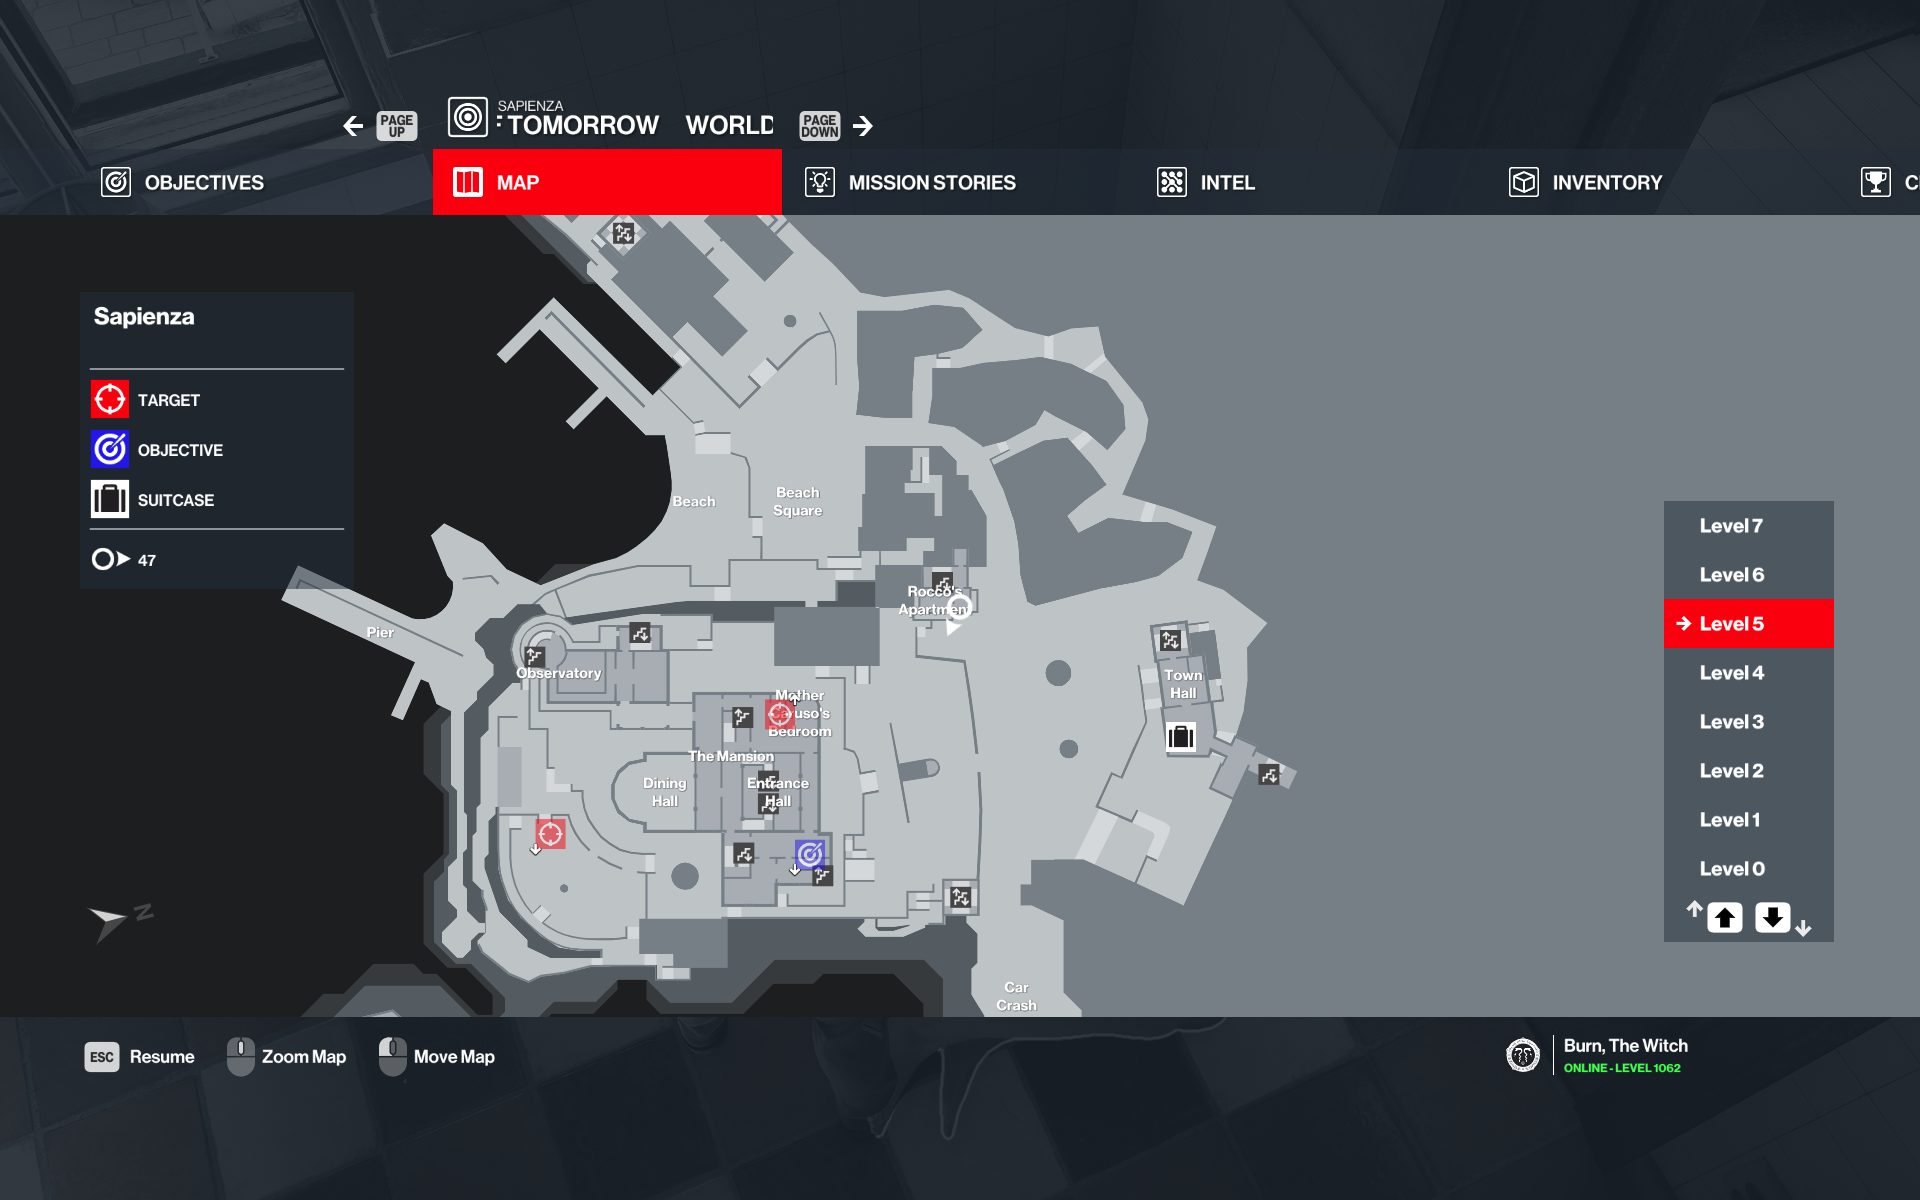 PAGE UP
SAPIENZA
TOMORROW WORLD
PAGE DOWN
OBJECTIVES
MAP
MISSION STORIES
INTEL
INVENTORY
Sapienza
TARGET
OBJECTIVE
SUITCASE
47
Beach
Beach
Square
Rocco's
Apartment
Pier
Observatory
Mother
Caruso's
Bedroom
The Mansion
Dining
Hall
Entrance
Hall
Town
Hall
Car
Crash
N
Level 7
Level 6
Level 5
Level 4
Level 3
Level 2
Level 1
Level 0
ESC Resume
Zoom Map
Move Map
Burn, The Witch
ONLINE - LEVEL 1062